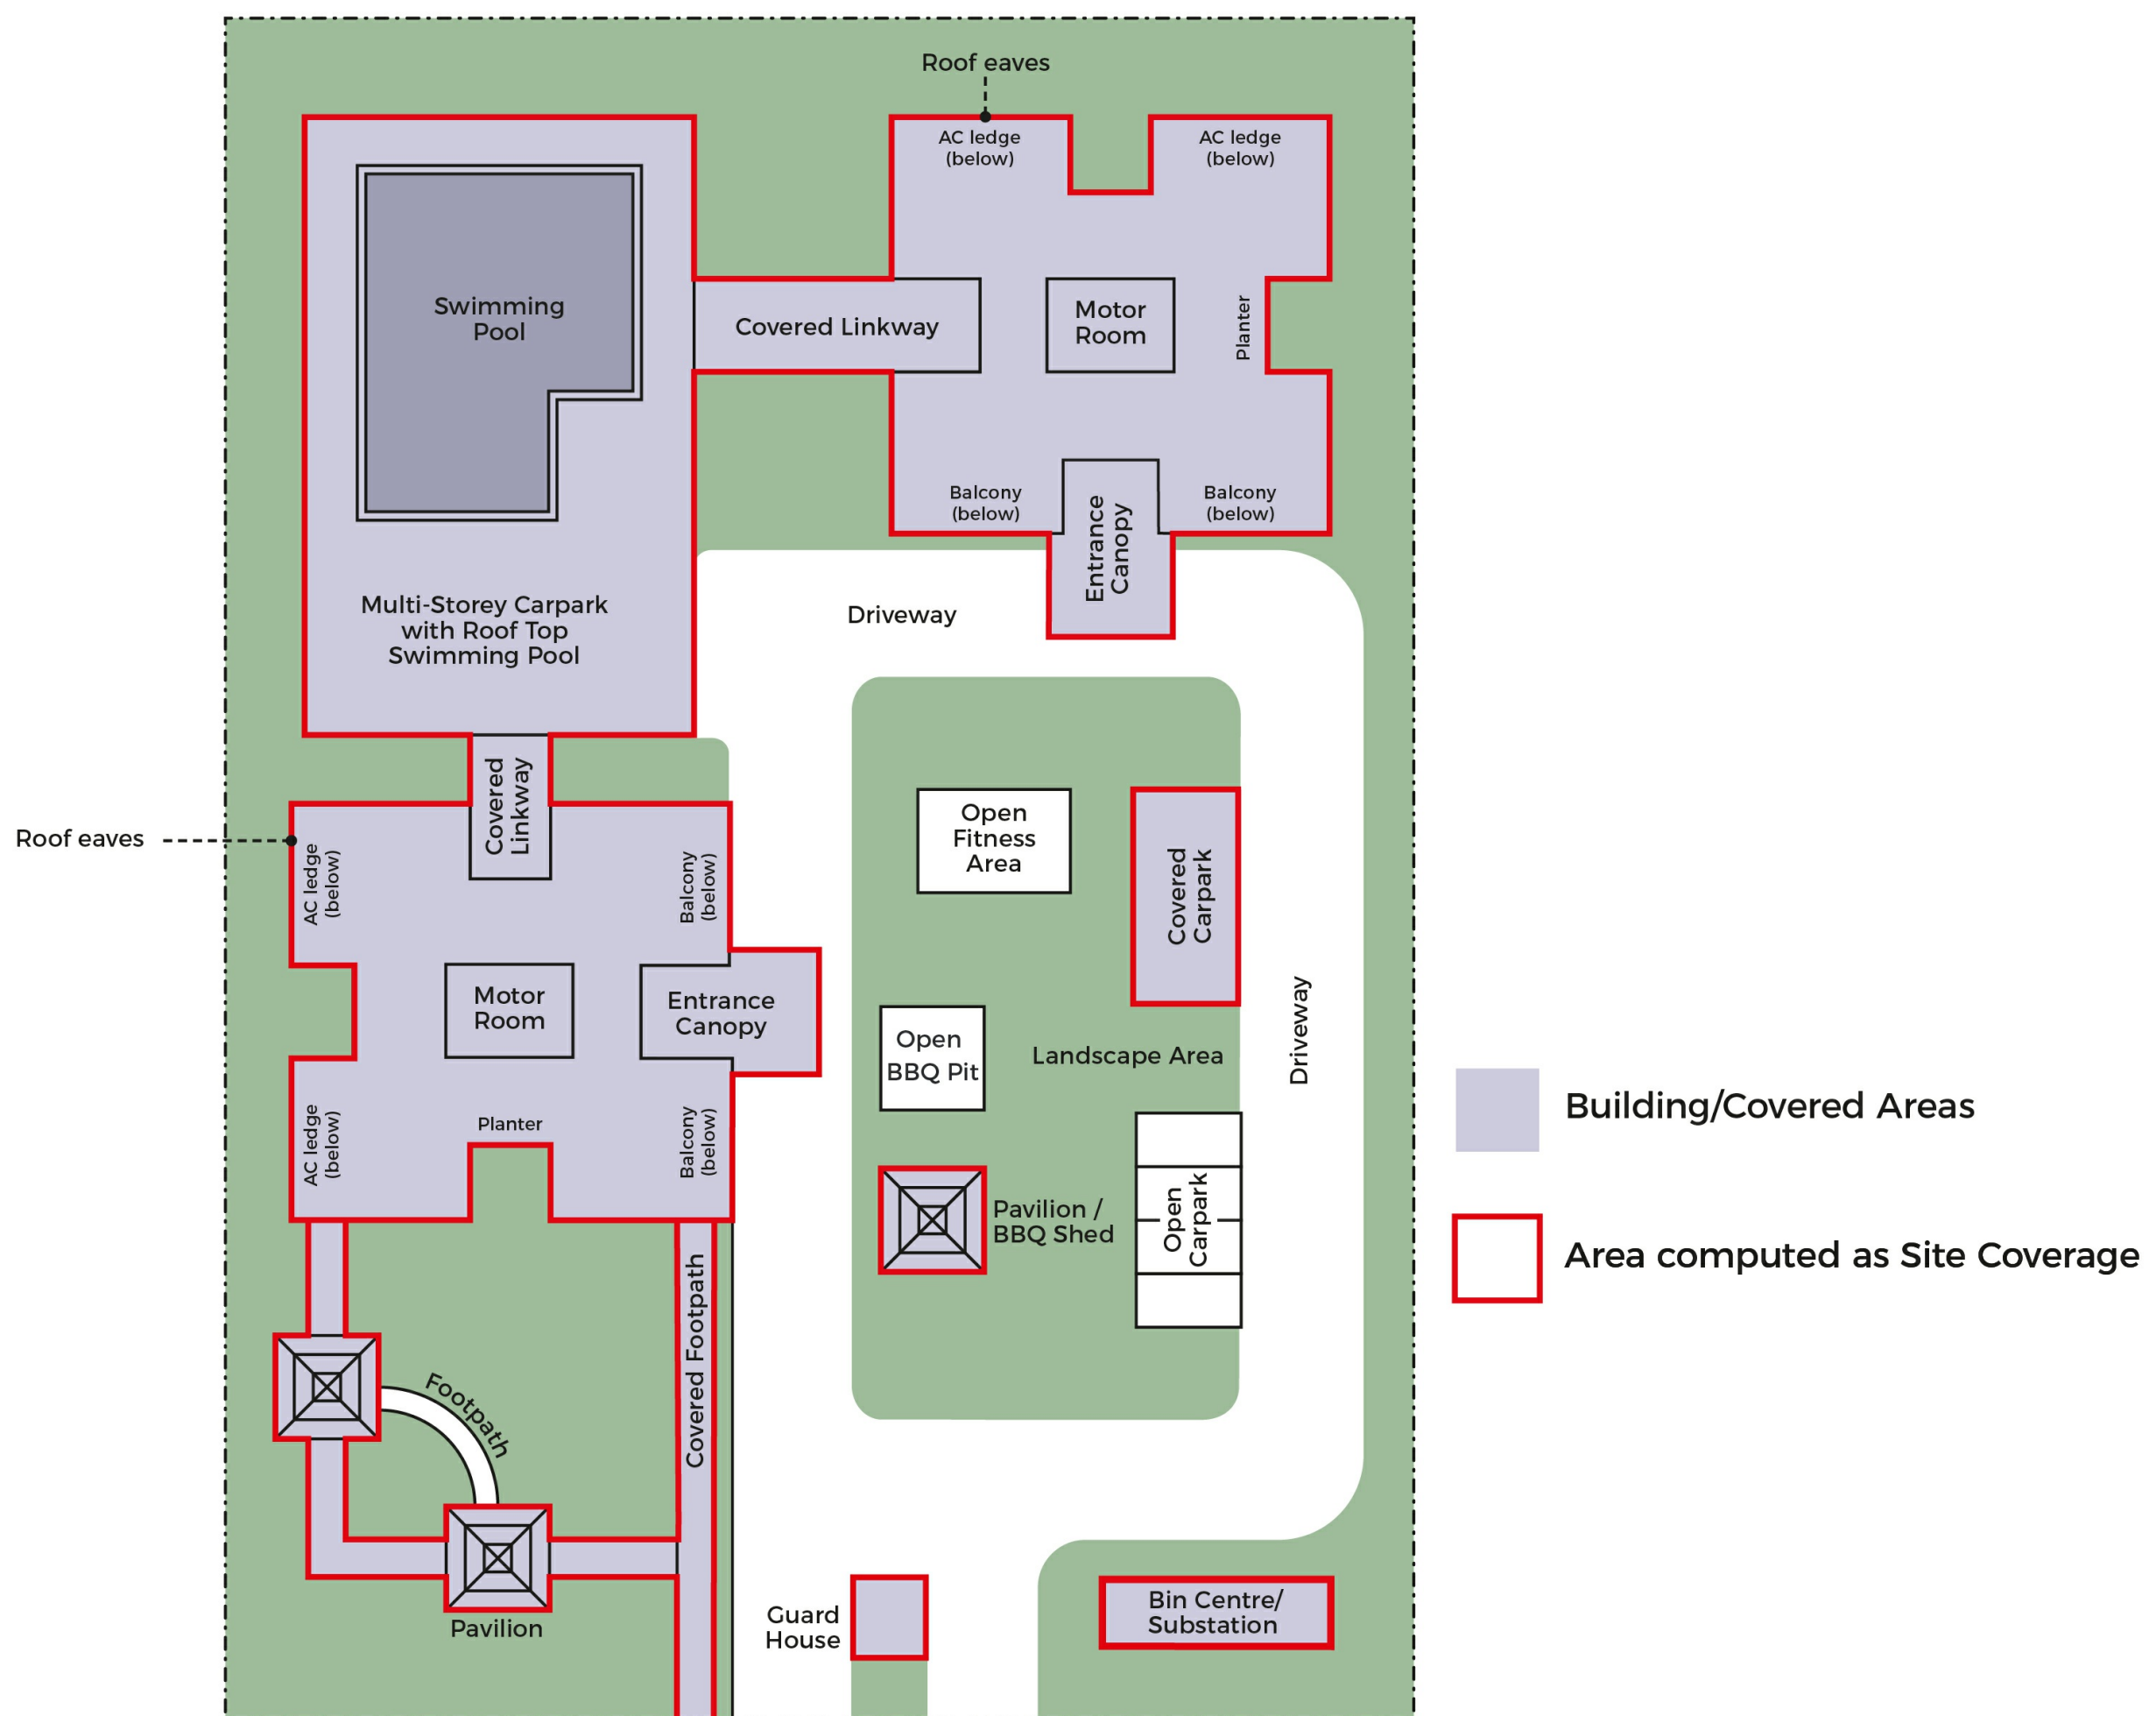 Roof eaves
AC ledge
(below)
AC ledge
(below)
Swimming
Pool
Covered Linkway
Motor
Room
Planter
Balcony
(below)
Entrance
Canopy
Balcony
(below)
Multi-Storey Carpark
with Roof Top
Swimming Pool
Driveway
Covered
Linkway
Roof eaves
AC ledge
(below)
Balcony
(below)
Open
Fitness
Area
Covered
Carpark
Motor
Room
Entrance
Canopy
Open
BBQ Pit
Landscape Area
Driveway
Building/Covered Areas
AC ledge
(below)
Planter
Balcony
(below)
Pavilion /
BBQ Shed
Open
Carpark
Area computed as Site Coverage
Covered Footpath
Footpath
Pavilion
Guard
House
Bin Centre/
Substation